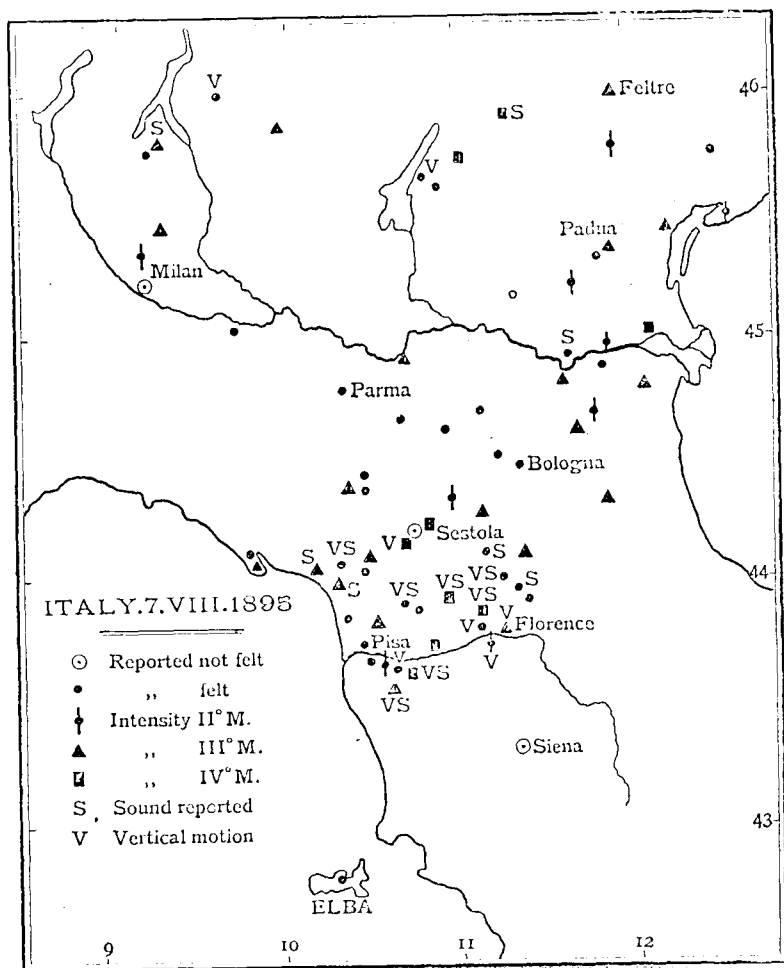 46
V
Feltre
S
S
V
Padua
Milan
45
S
Parma
Bologna
Sestola
V
VS
S
S
VS
44
S
VS
VS
VS
S
V
V
Florence
Pisa
V
V
VS
VS
ITALY.7.VIII.1895
Reported not felt
„ felt
Intensity II° M.
„ III° M.
„ IV° M.
S Sound reported
V Vertical motion
Siena
43
ELBA
9 10 11 12